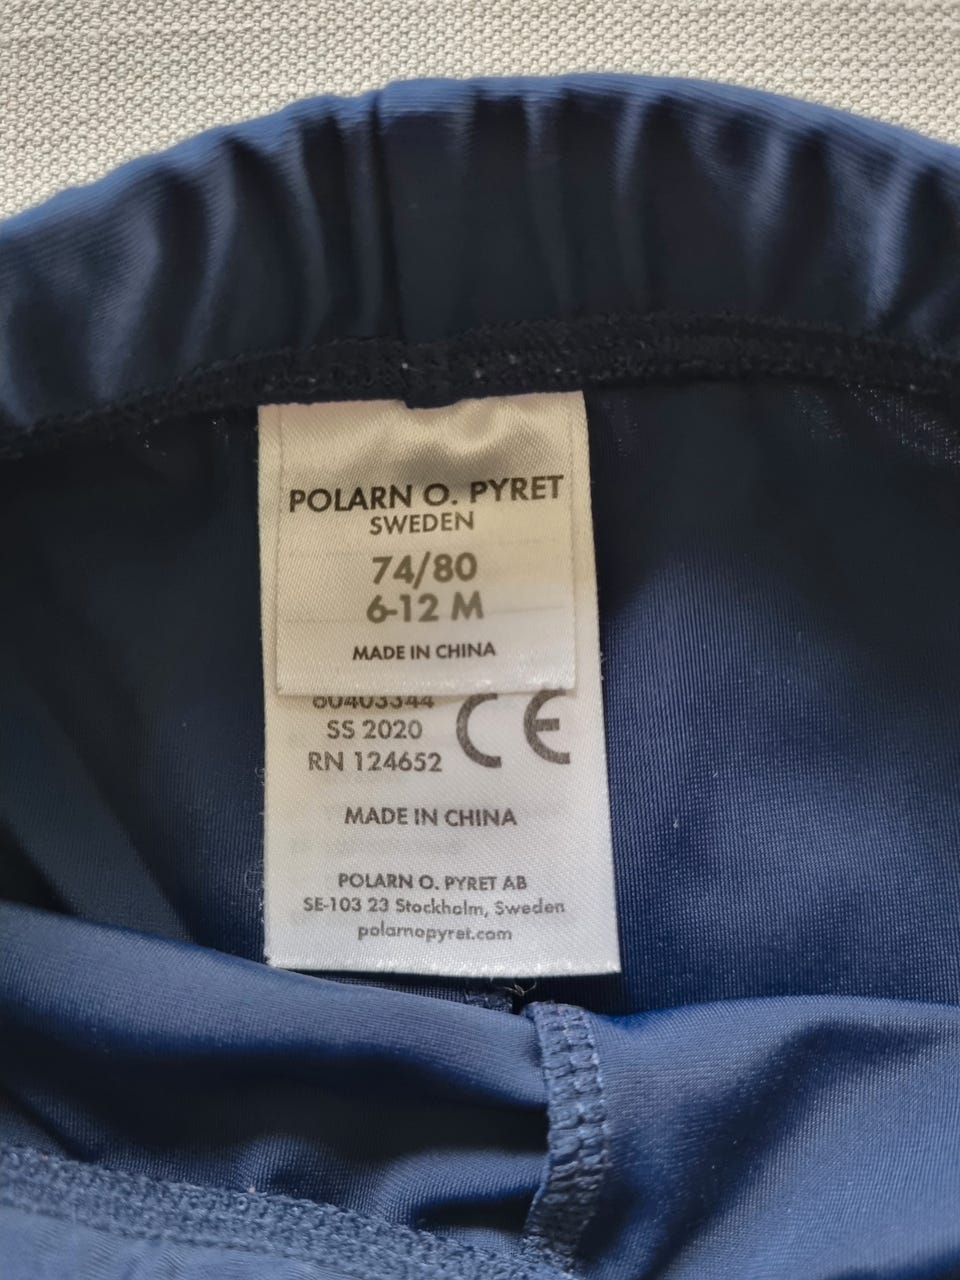 POLARN O. PYRET
SWEDEN
74/80
6-12 M
MADE IN CHINA
60403344
SS 2020
RN 124652
CE
MADE IN CHINA
POLARN O. PYRET AB
SE-103 23 Stockholm, Sweden
polarnopyret.com